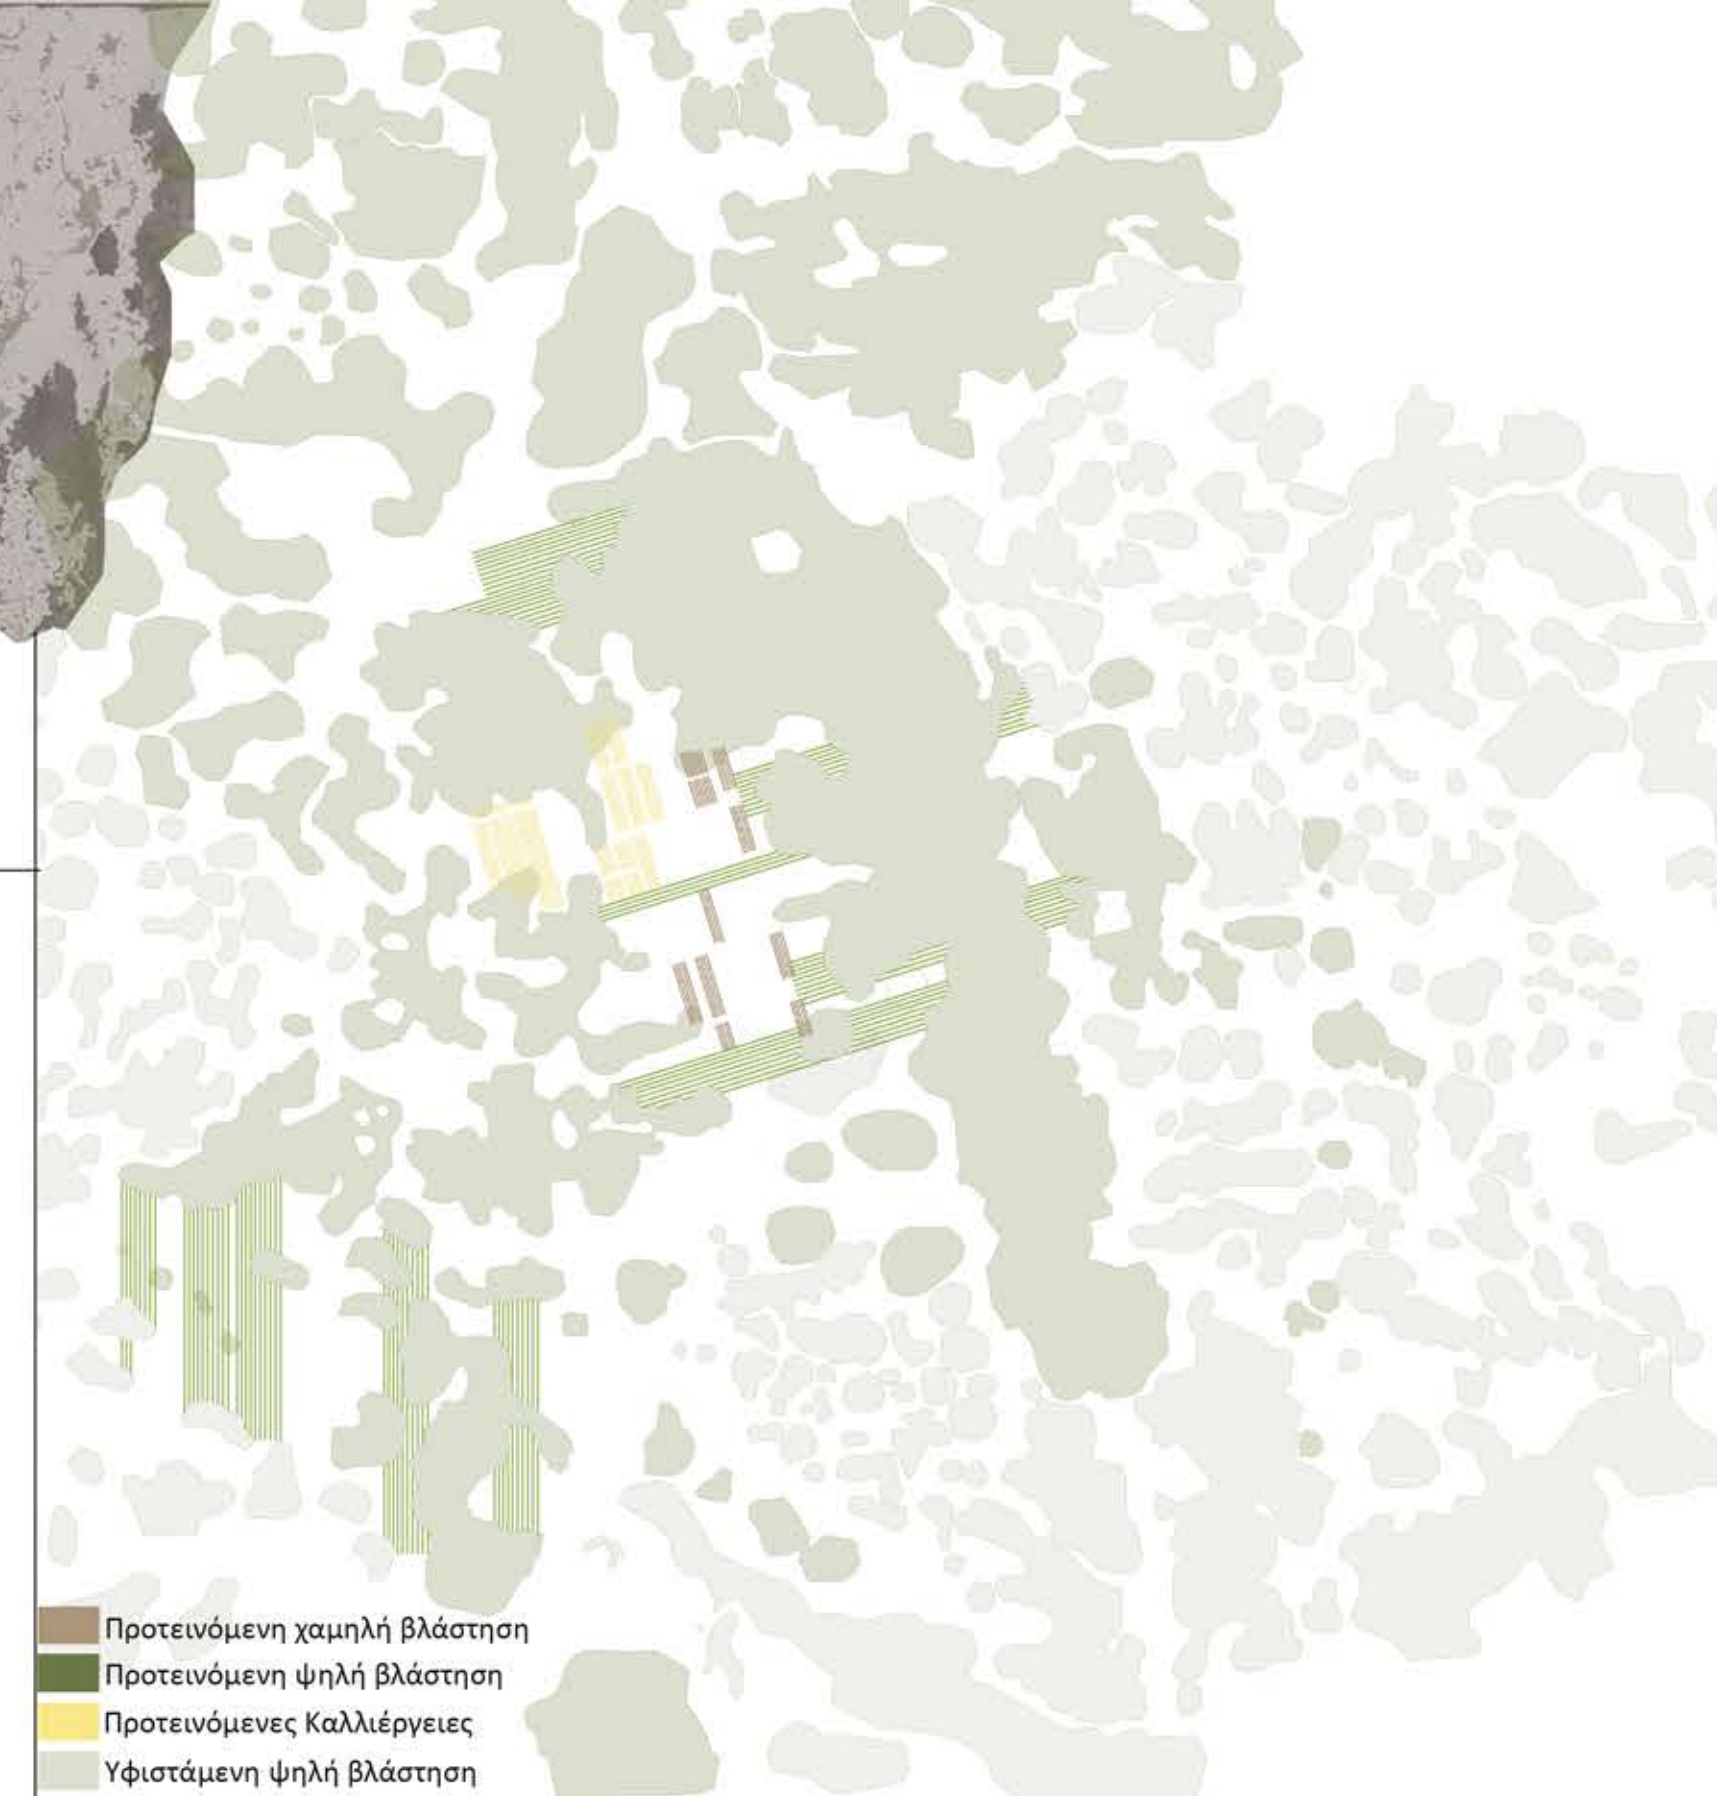 Προτεινόμενη χαμηλή βλάστηση
Προτεινόμενη ψηλή βλάστηση
Προτεινόμενες Καλλιέργειες
Υφιστάμενη ψηλή βλάστηση